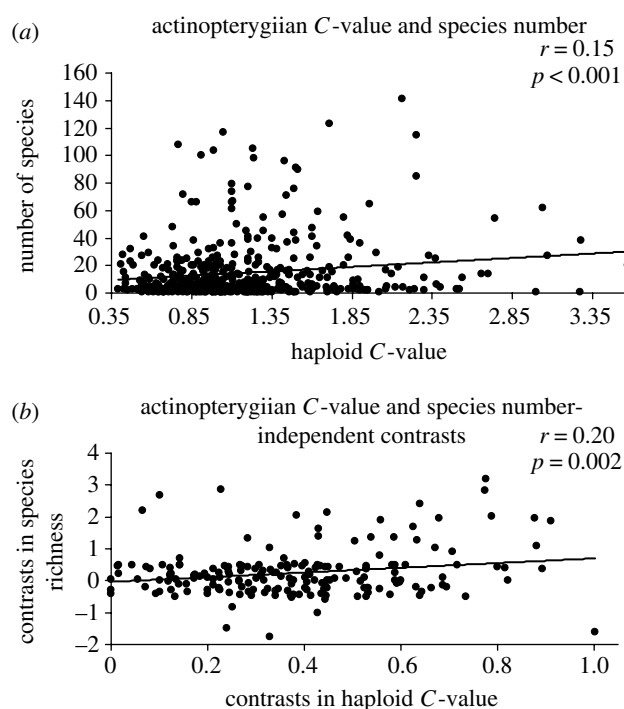 (a) actinopterygiian C-value and species number
r = 0.15
p < 0.001
160
140
120
100
80
60
40
20
0
number of species
0.35 0.85 1.35 1.85 2.35 2.85 3.35
haploid C-value
(b) actinopterygiian C-value and species number-
independent contrasts
r = 0.20
p = 0.002
4
3
2
1
0
−1
−2
contrasts in species
richness
0 0.2 0.4 0.6 0.8 1.0
contrasts in haploid C-value